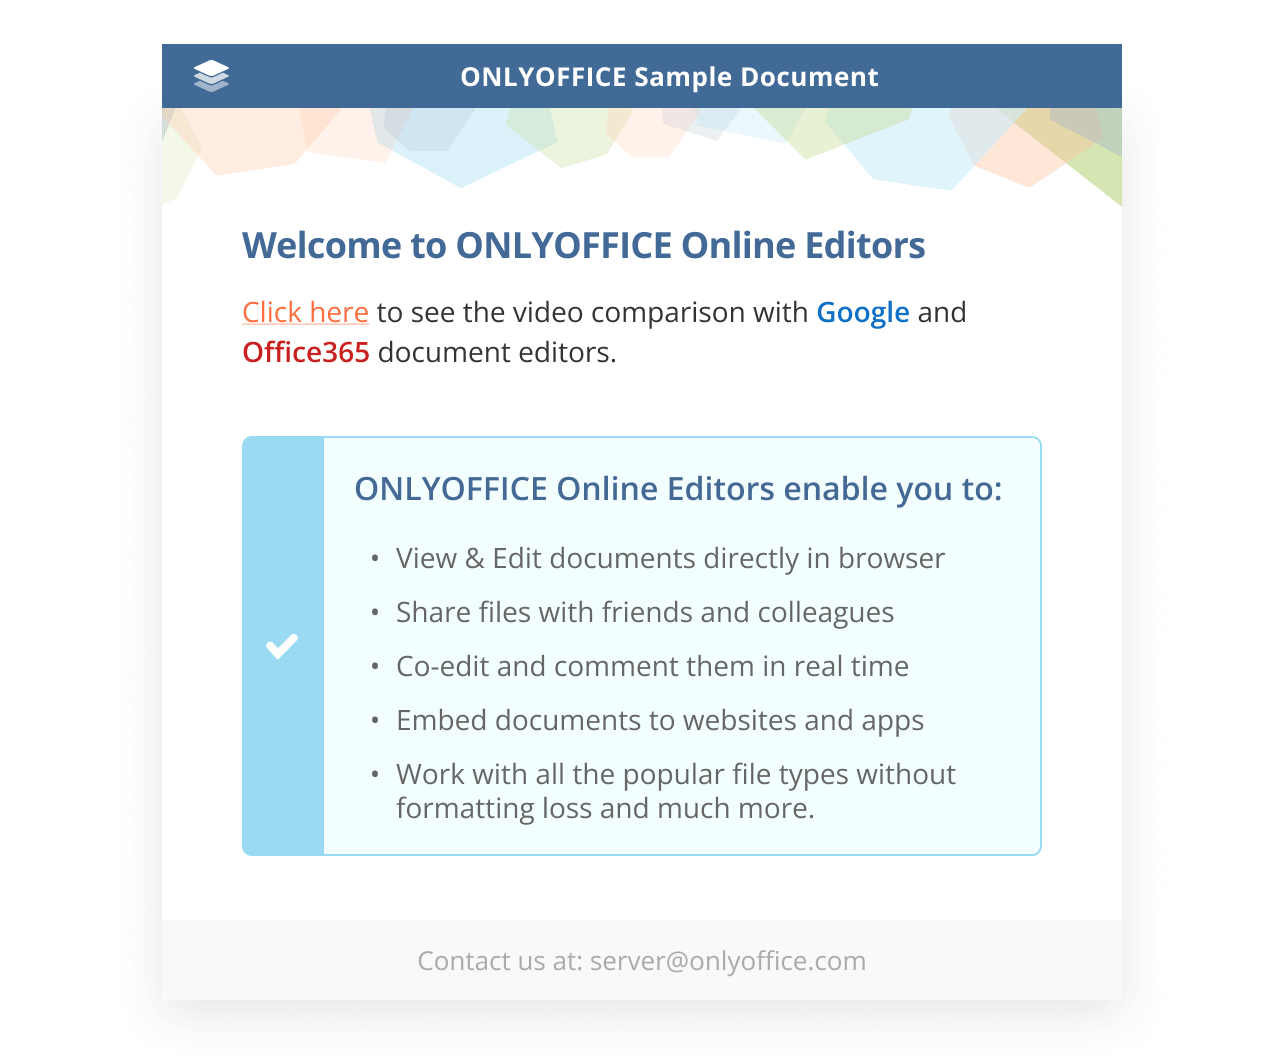 ONLYOFFICE Sample Document
Welcome to ONLYOFFICE Online Editors
Click here to see the video comparison with Google and
Office365 document editors.
ONLYOFFICE Online Editors enable you to:
• View & Edit documents directly in browser
• Share files with friends and colleagues
• Co-edit and comment them in real time
• Embed documents to websites and apps
• Work with all the popular file types without
formatting loss and much more.
Contact us at: server@onlyoffice.com